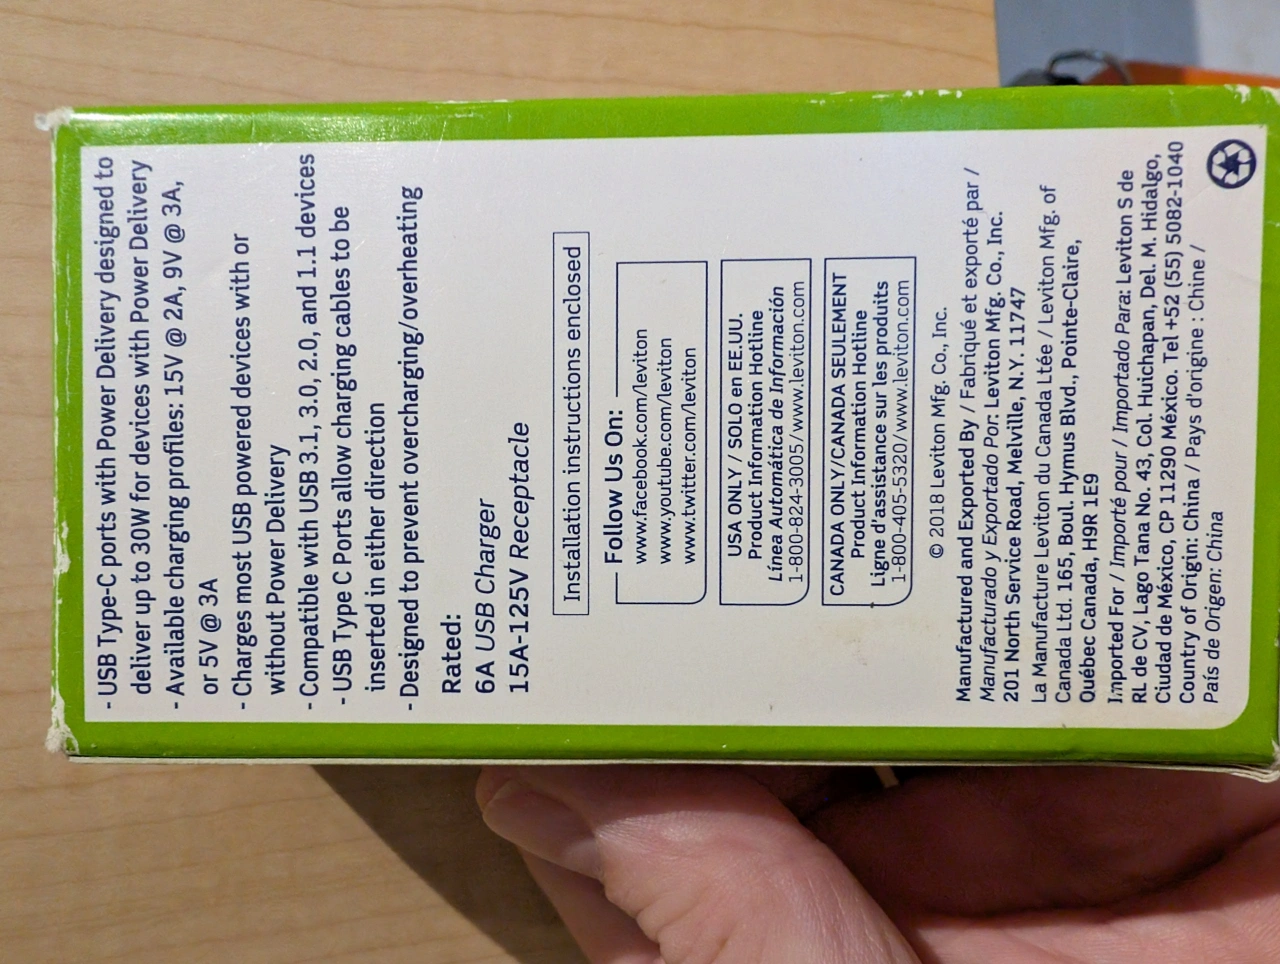 - USB Type-C ports with Power Delivery designed to
deliver up to 30W for devices with Power Delivery
- Available charging profiles: 15V @ 2A, 9V @ 3A,
or 5V @ 3A
- Charges most USB powered devices with or
without Power Delivery
- Compatible with USB 3.1, 3.0, 2.0, and 1.1 devices
- USB Type C Ports allow charging cables to be
inserted in either direction
- Designed to prevent overcharging/overheating
Rated:
6A USB Charger
15A-125V Receptacle
Installation instructions enclosed
Follow Us On:
www.facebook.com/leviton
www.youtube.com/leviton
www.twitter.com/leviton
USA ONLY / SOLO en EE.UU.
Product Information Hotline
Línea Automática de Información
1-800-824-3005/www.leviton.com
CANADA ONLY/CANADA SEULEMENT
Product Information Hotline
Ligne d'assistance sur les produits
1-800-405-5320/www.leviton.com
© 2018 Leviton Mfg. Co., Inc.
Manufactured and Exported By / Fabriqué et exporté par /
Manufacturado y Exportado Por: Leviton Mfg. Co., Inc.
201 North Service Road, Melville, N.Y. 11747
La Manufacture Leviton du Canada Ltée / Leviton Mfg. of
Canada Ltd. 165, Boul. Hymus Blvd., Pointe-Claire,
Québec Canada, H9R 1E9
Imported For / Importé pour / Importado Para: Leviton S de
RL de CV, Lago Tana No. 43, Col. Huichapan, Del. M. Hidalgo,
Ciudad de México, CP 11290 México. Tel +52 (55) 5082-1040
Country of Origin: China / Pays d'origine : Chine /
País de Origen: China